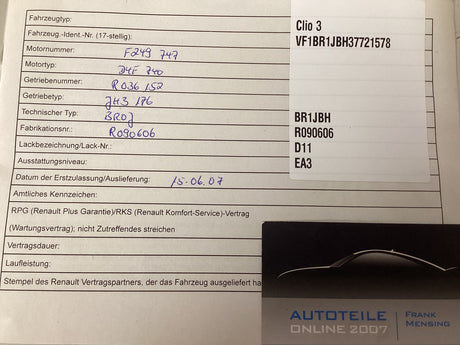 Fahrzeugtyp: Clio 3
Fahrzeug.-Ident.-Nr. (17-stellig): VF1BR1JBH37721578
Motornummer: F249 747
Motortyp: D4F 740
Getriebenummer: R036152
Getriebetyp: JH3 176
Technischer Typ: BR0J BR1JBH
Fabrikationsnr.: R090606 R090606
Lackbezeichnung/Lack-Nr.: D11
Ausstattungsniveau: EA3
Datum der Erstzulassung/Auslieferung: 15.06.07
Amtliches Kennzeichen:
RPG (Renault Plus Garantie)/RKS (Renault Komfort-Service)-Vertrag
(Wartungsvertrag); nicht Zutreffendes streichen
Vertragsdauer:
Laufleistung:
Stempel des Renault Vertragspartners, der das Fahrzeug ausgeliefert ha
AUTOTEILE
ONLINE 2007
FRANK
MENSING